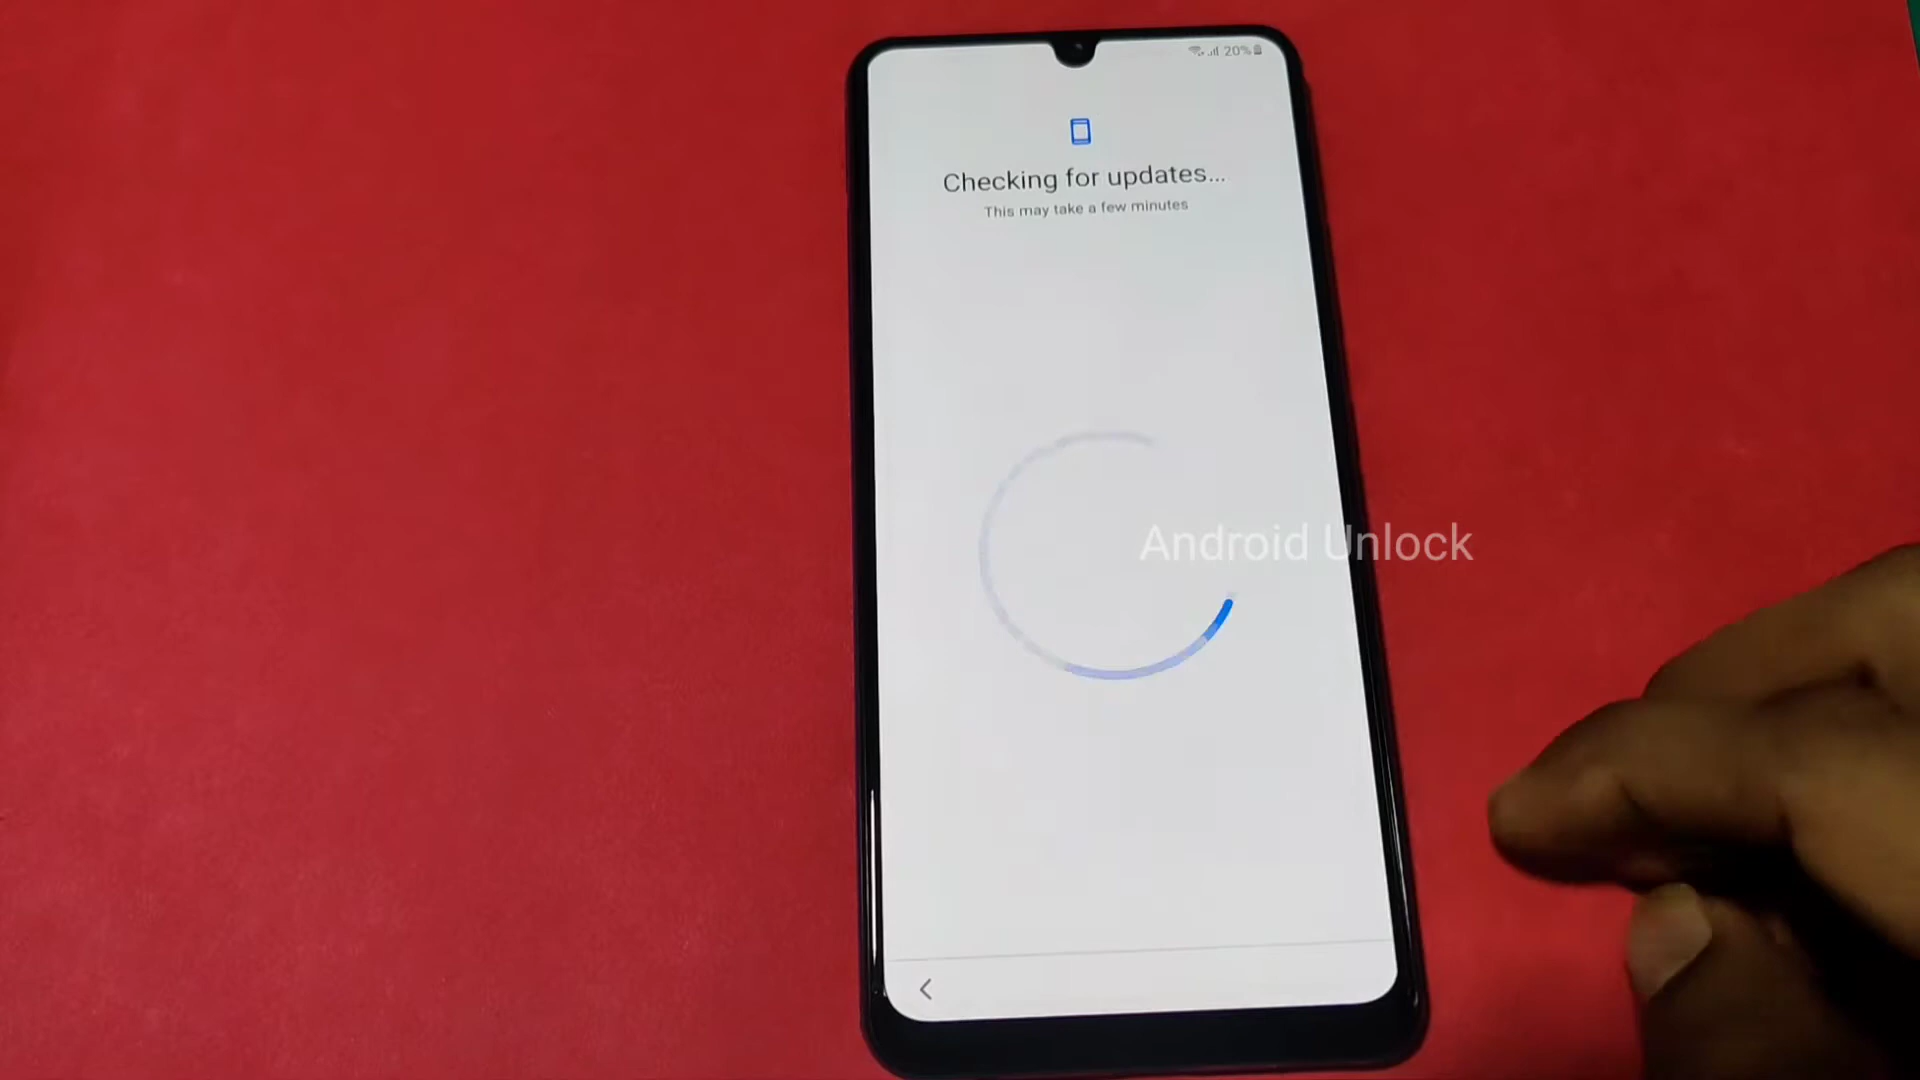 20%
Checking for updates...
This may take a few minutes
Android Unlock